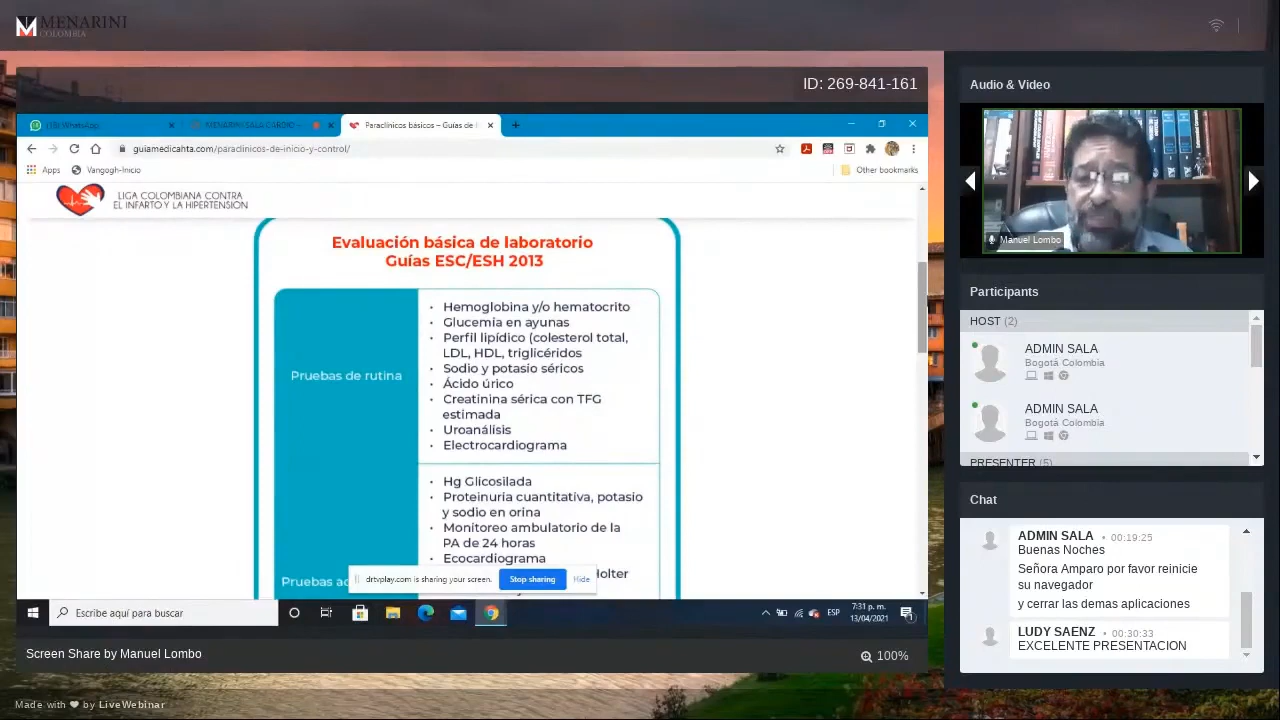 MENARINI
COLOMBIA
ID: 269-841-161
WhatsApp
MENARINI SALA CARDIO -
Paraclínicos básicos – Guías de
guiamedicahta.com/paraclinicos-de-inicio-y-control/
Apps
Vangogh-Inicio
Other bookmarks
LIGA COLOMBIANA CONTRA
EL INFARTO Y LA HIPERTENSION
Evaluación básica de laboratorio
Guías ESC/ESH 2013
Pruebas de rutina
· Hemoglobina y/o hematocrito
· Glucemia en ayunas
· Perfil lipídico (colesterol total,
LDL, HDL, triglicéridos
· Sodio y potasio séricos
· Ácido úrico
· Creatinina sérica con TFG
estimada
· Uroanálisis
· Electrocardiograma
· Hg Glicosilada
· Proteinuria cuantitativa, potasio
y sodio en orina
· Monitoreo ambulatorio de la
PA de 24 horas
· Ecocardiograma
Holter
Pruebas
drtvplay.com is sharing your screen.
Stop sharing
Hide
Escribe aquí para buscar
ESP
7:31 p. m.
13/04/2021
Screen Share by Manuel Lombo
100%
Made with ❤ by LiveWebinar
Audio & Video
Manuel Lombo
Participants
HOST (2)
ADMIN SALA
Bogotá Colombia
ADMIN SALA
Bogotá Colombia
PRESENTER (5)
Chat
ADMIN SALA • 00:19:25
Buenas Noches
Señora Amparo por favor reinicie
su navegador
y cerrar las demas aplicaciones
LUDY SAENZ • 00:30:33
EXCELENTE PRESENTACION